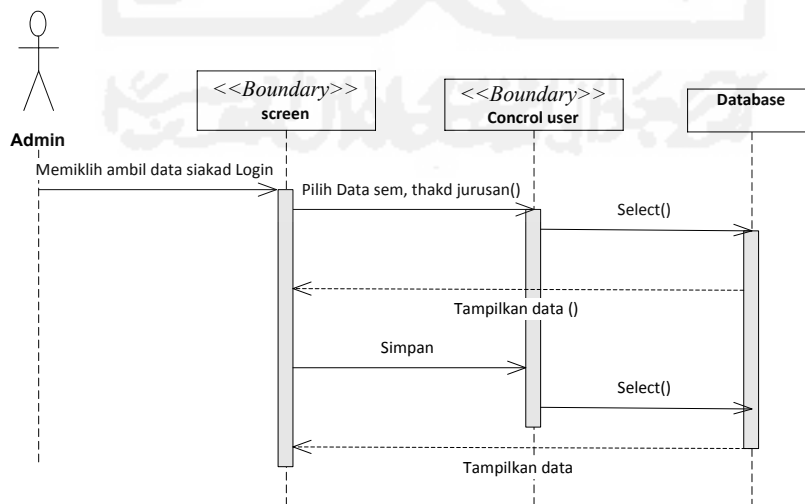 <<Boundary>>
screen
<<Boundary>>
Concrol user
Database
Admin
Memiklih ambil data siakad Login
Pilih Data sem, thakd jurusan()
Select()
Tampilkan data ()
Simpan
Select()
Tampilkan data